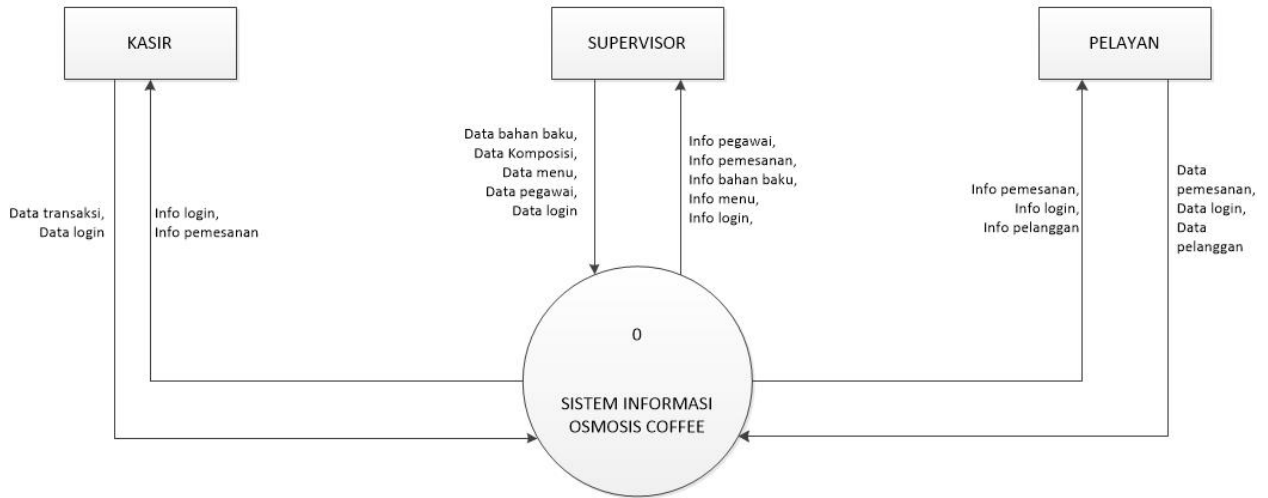 KASIR
SUPERVISOR
PELAYAN
Data transaksi,
Data login
Info login,
Info pemesanan
Data bahan baku,
Data Komposisi,
Data menu,
Data pegawai,
Data login
Info pegawai,
Info pemesanan,
Info bahan baku,
Info menu,
Info login,
Info pemesanan,
Info login,
Info pelanggan
Data
pemesanan,
Data login,
Data
pelanggan
0
SISTEM INFORMASI
OSMOSIS COFFEE